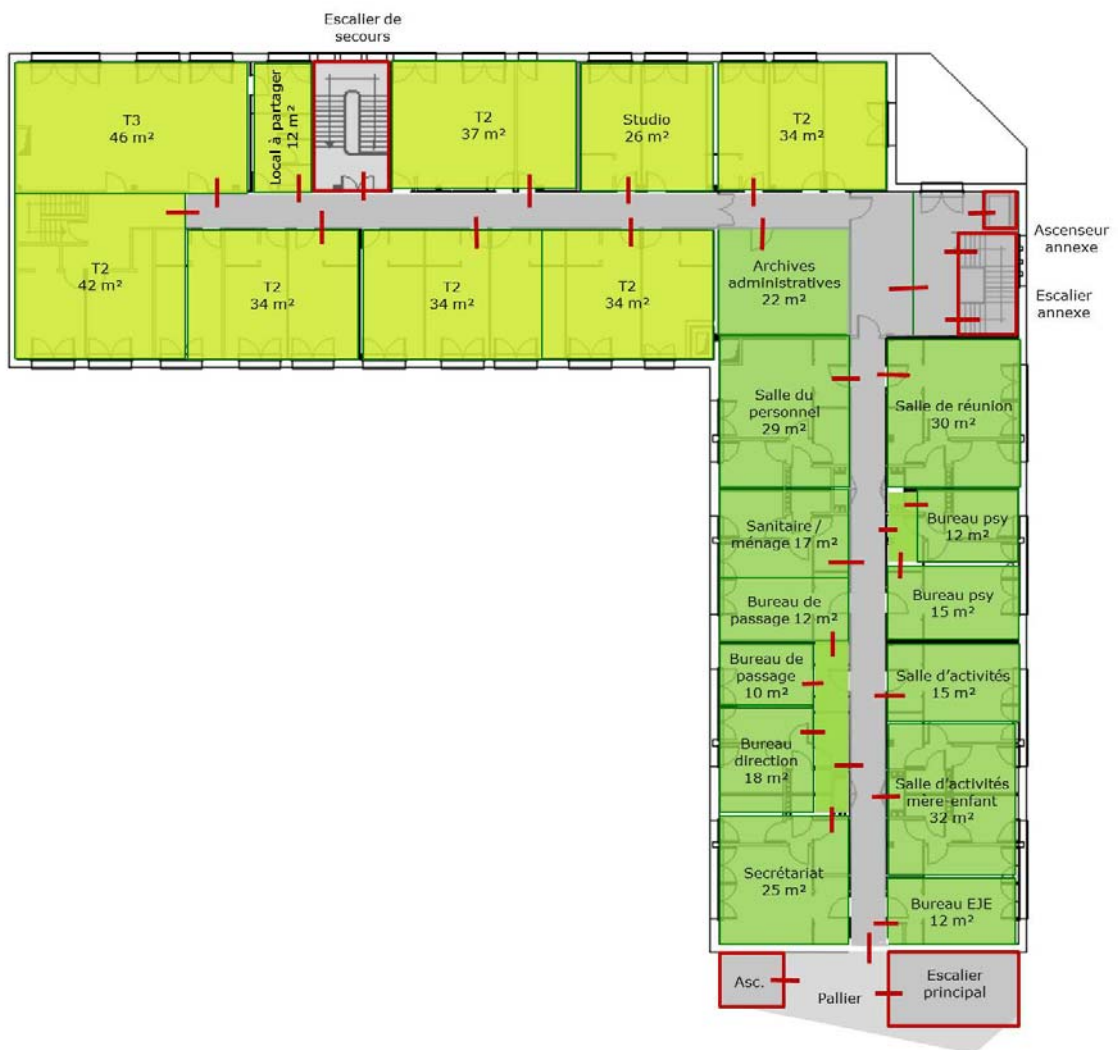 Escalier de
secours
T3
46 m²
Local à partager
12 m²
T2
37 m²
Studio
26 m²
T2
34 m²
Ascenseur
annexe
Escalier
annexe
T2
42 m²
T2
34 m²
T2
34 m²
T2
34 m²
Archives
administratives
22 m²
Salle du
personnel
29 m²
Salle de réunion
30 m²
Sanitaire /
ménage 17 m²
Bureau psy
12 m²
Bureau de
passage 12 m²
Bureau psy
15 m²
Bureau de
passage
10 m²
Salle d'activités
15 m²
Bureau
direction
18 m²
Salle d'activités
mère-enfant
32 m²
Secrétariat
25 m²
Bureau EJE
12 m²
Asc.
Pallier
Escalier
principal